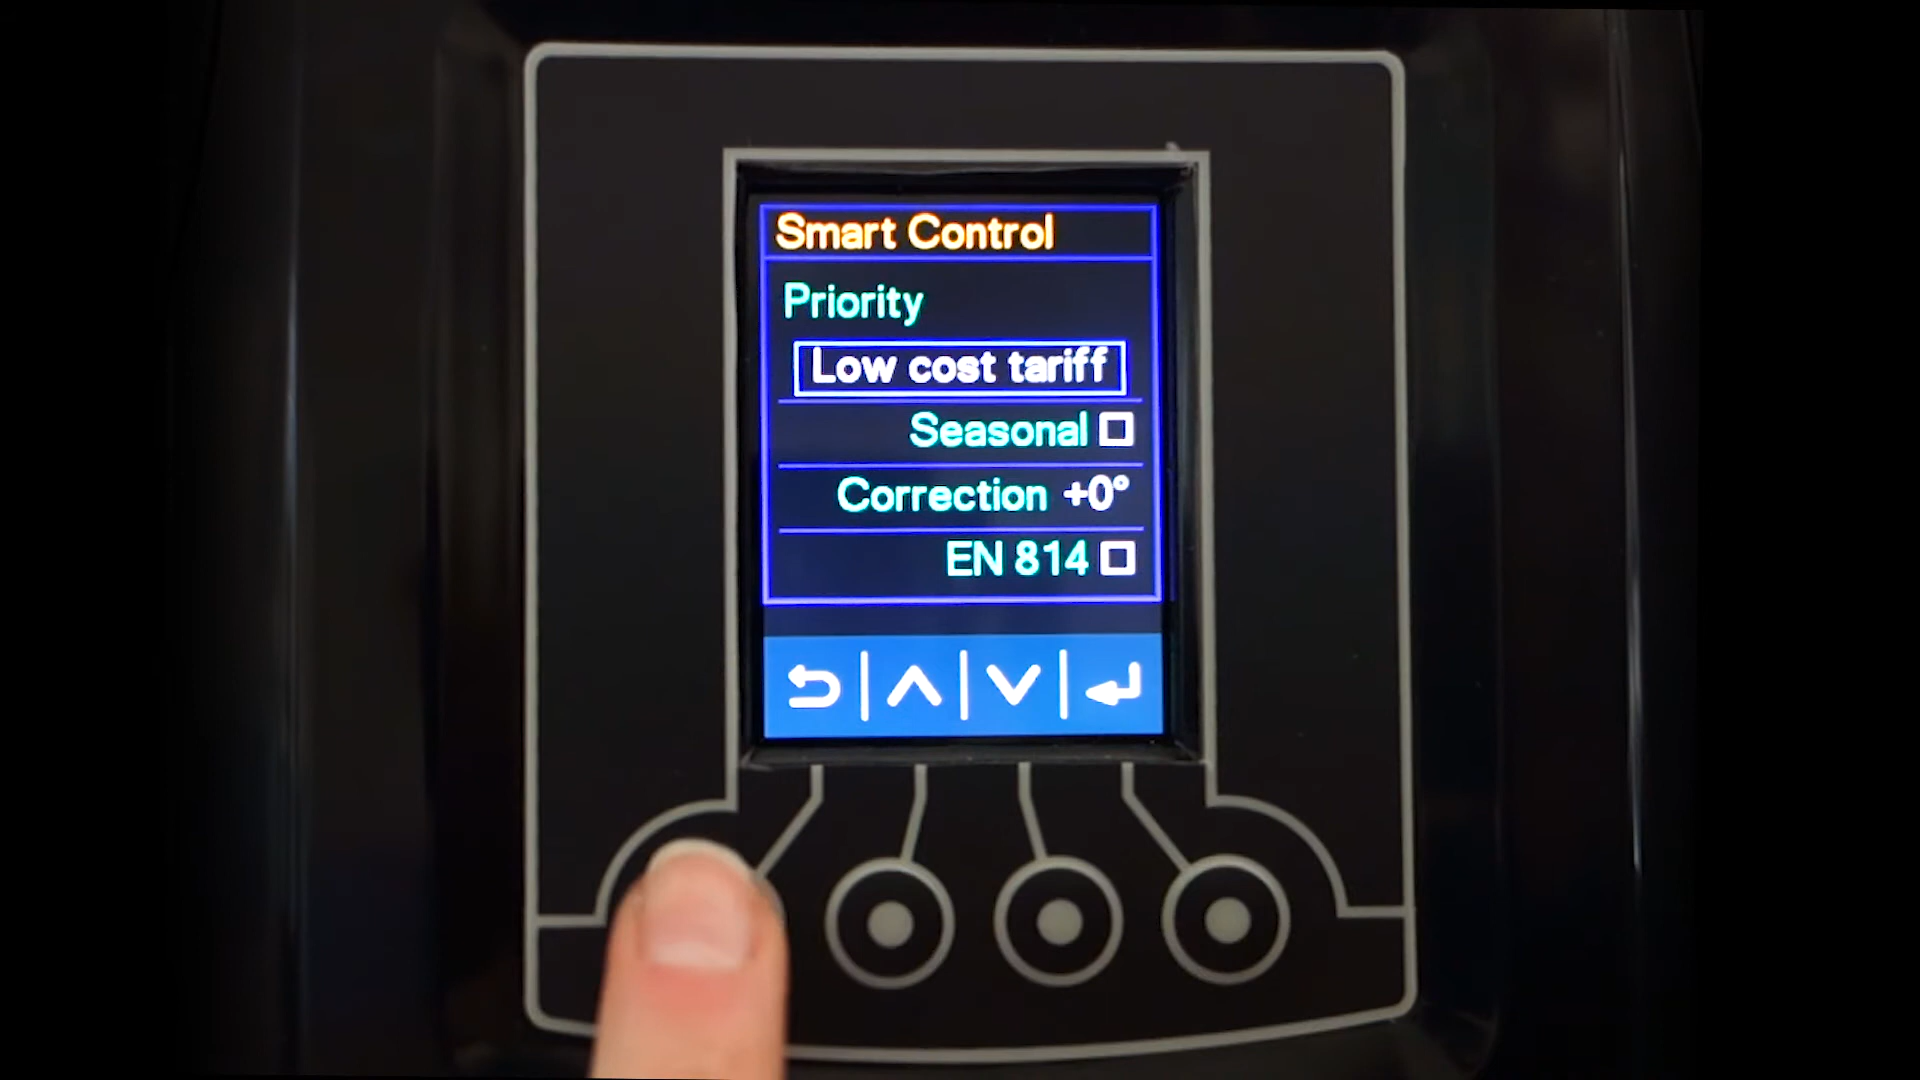 Smart Control
Priority
Low cost tariff
Seasonal
Correction +0°
EN 814